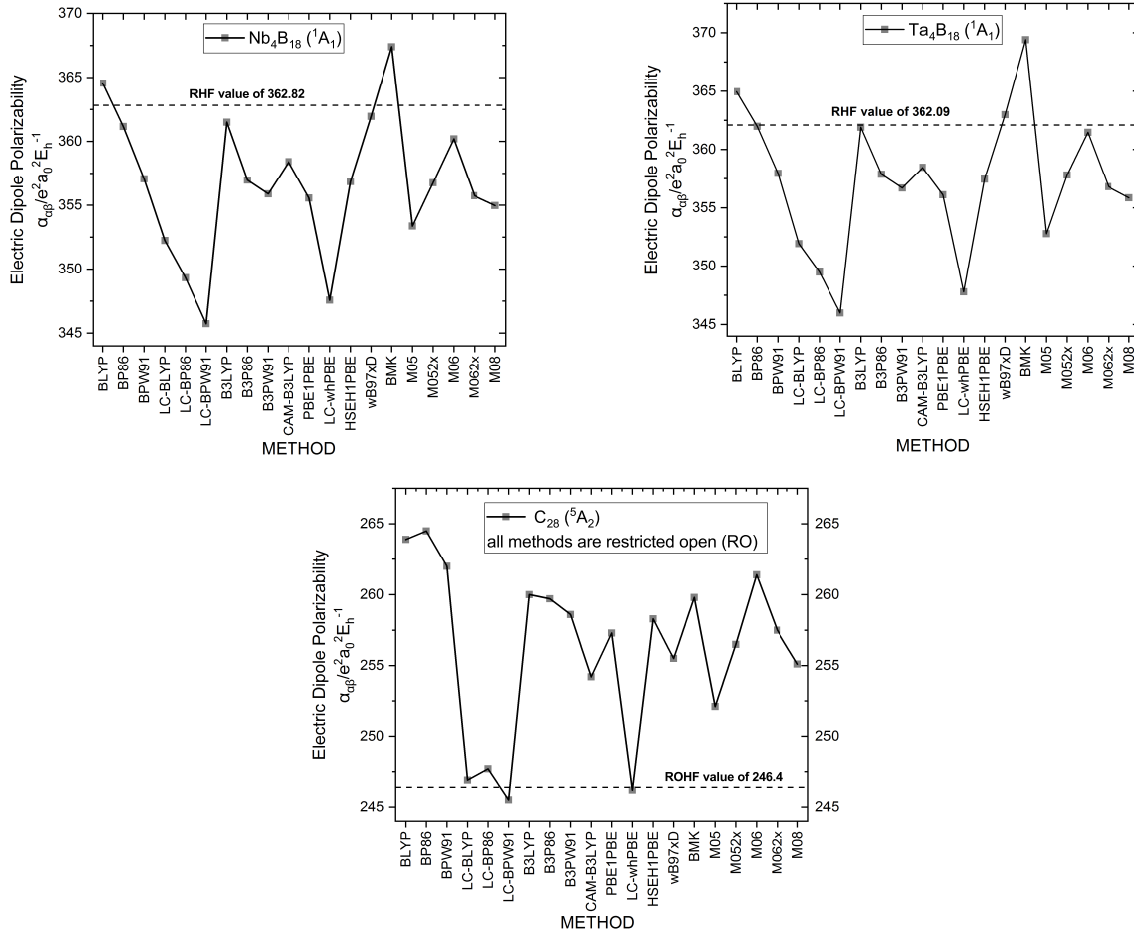 Nb₄B₁₈ (¹A₁)
RHF value of 362.82
370
365
360
355
350
345
Electric Dipole Polarizability
α_αβ/e²a₀²E_h⁻¹
BLYP
BP86
BPW91
LC-BLYP
LC-BP86
LC-BPW91
B3LYP
B3P86
B3PW91
CAM-B3LYP
PBE1PBE
LC-whPBE
HSEH1PBE
wB97xD
BMK
M05
M052x
M06
M062x
M08
METHOD
Ta₄B₁₈ (¹A₁)
RHF value of 362.09
370
365
360
355
350
345
Electric Dipole Polarizability
α_αβ/e²a₀²E_h⁻¹
BLYP
BP86
BPW91
LC-BLYP
LC-BP86
LC-BPW91
B3LYP
B3P86
B3PW91
CAM-B3LYP
PBE1PBE
LC-whPBE
HSEH1PBE
wB97xD
BMK
M05
M052x
M06
M062x
M08
METHOD
C₂₈ (⁵A₂)
all methods are restricted open (RO)
ROHF value of 246.4
265
260
255
250
245
265
260
255
250
245
Electric Dipole Polarizability
α_αβ/e²a₀²E_h⁻¹
BLYP
BP86
BPW91
LC-BLYP
LC-BP86
LC-BPW91
B3LYP
B3P86
B3PW91
CAM-B3LYP
PBE1PBE
LC-whPBE
HSEH1PBE
wB97xD
BMK
M05
M052x
M06
M062x
M08
METHOD